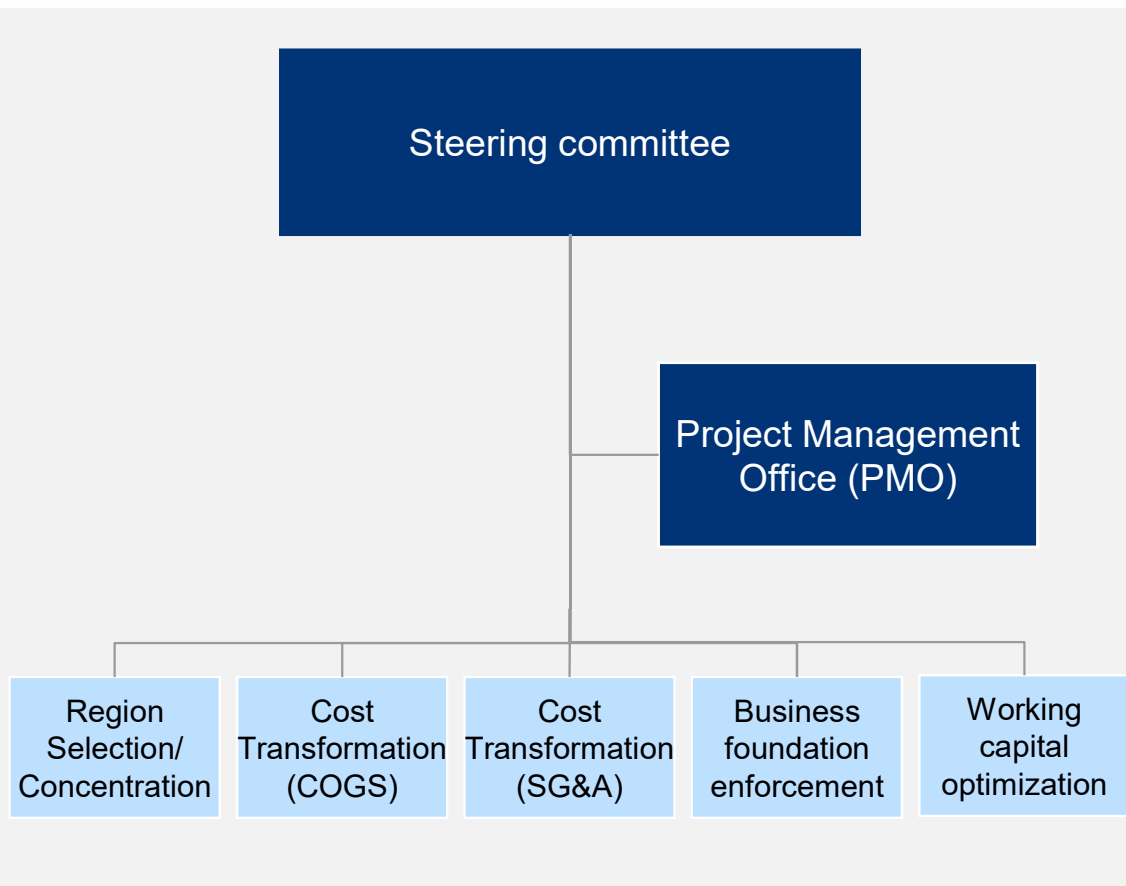 Steering committee
Project Management
Office (PMO)
Region
Selection/
Concentration
Cost
Transformation
(COGS)
Cost
Transformation
(SG&A)
Business
foundation
enforcement
Working
capital
optimization